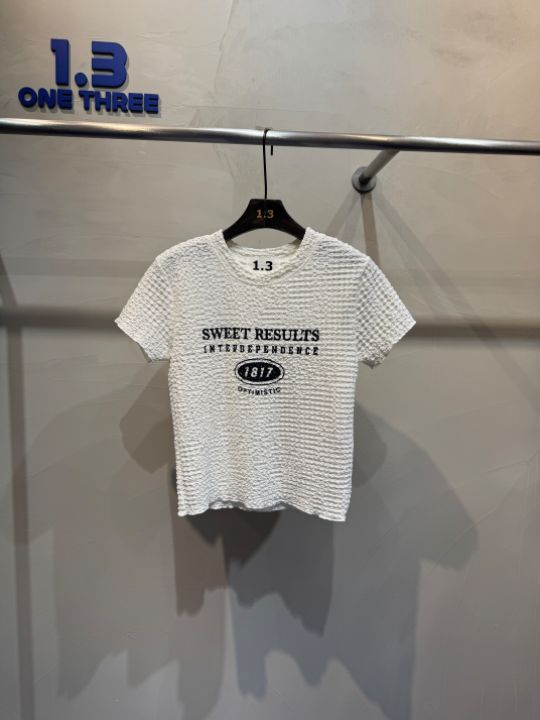 1.3
ONE THREE
1.3
1.3
SWEET RESULTS
INTERDEPENDENCE
1817
OPTIMISTIC